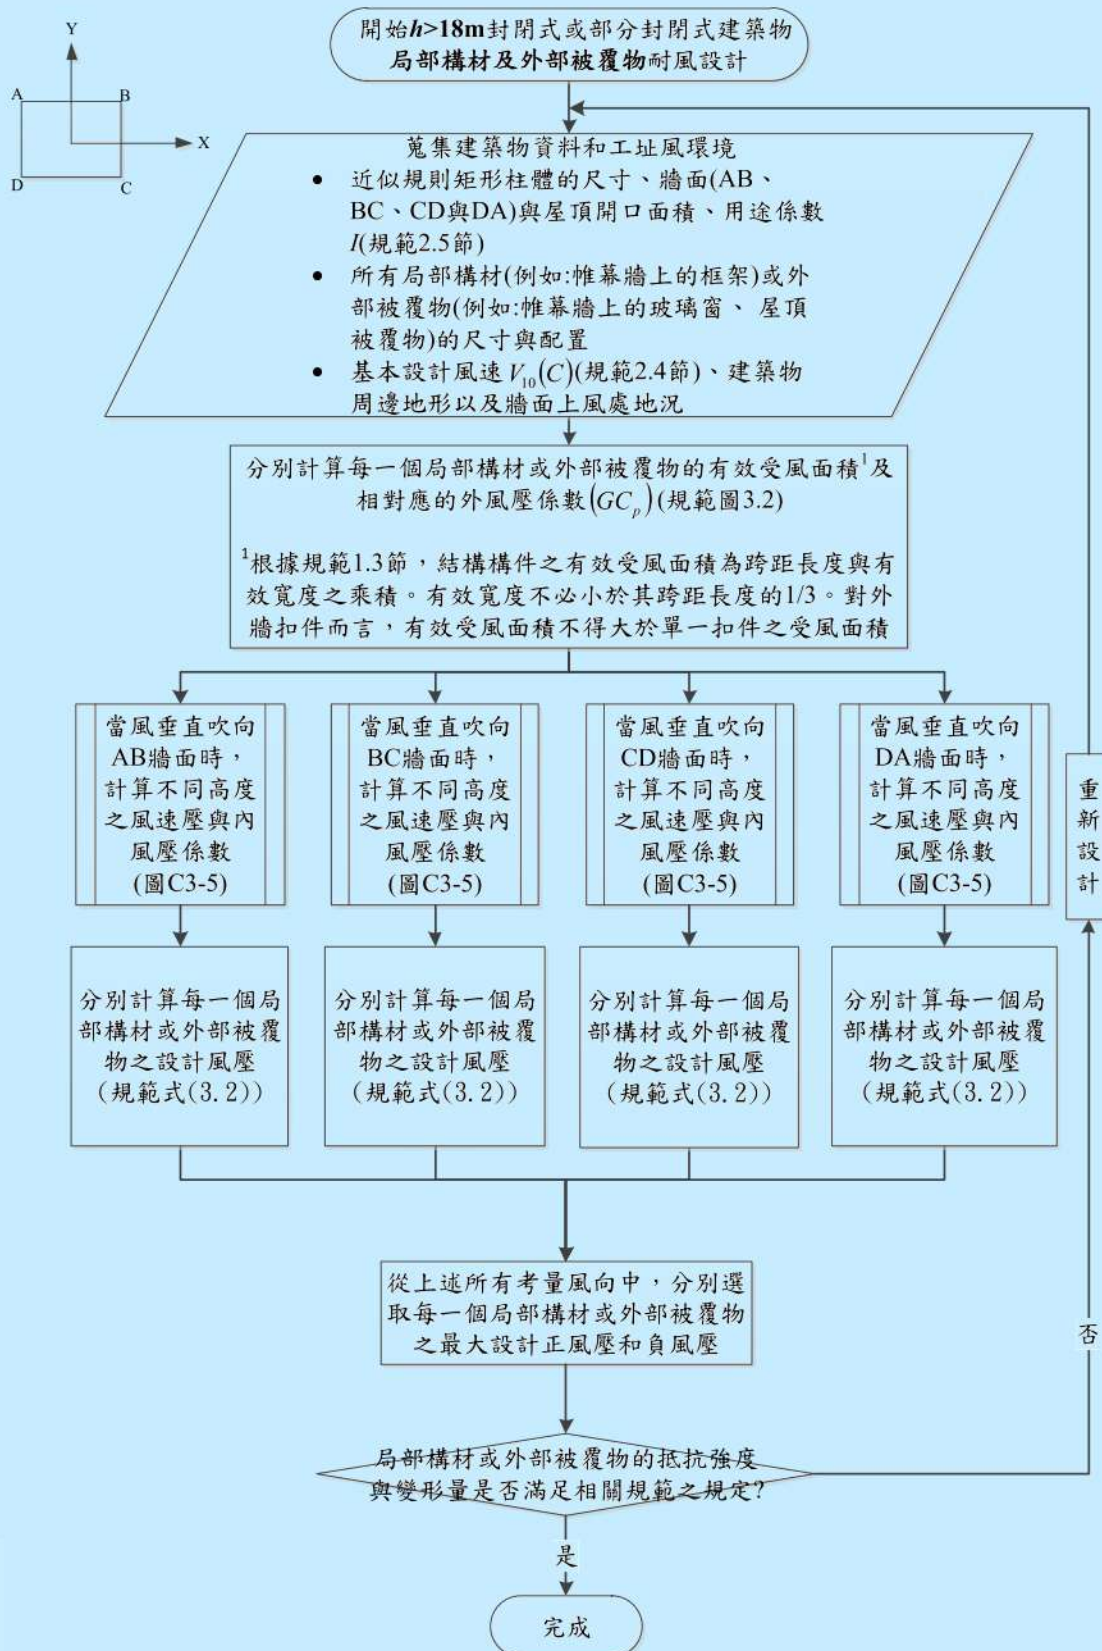 開始h>18m封閉式或部分封閉式建築物
局部構材及外部被覆物耐風設計
Y
A
B
X
D
C
蒐集建築物資料和工址風環境
• 近似規則矩形柱體的尺寸、牆面(AB、
BC、CD與DA)與屋頂開口面積、用途係數
I(規範2.5節)
• 所有局部構材(例如:帷幕牆上的框架)或外
部被覆物(例如:帷幕牆上的玻璃窗、 屋頂
被覆物)的尺寸與配置
• 基本設計風速V₁₀(C)(規範2.4節)、建築物
周邊地形以及牆面上風處地況
分別計算每一個局部構材或外部被覆物的有效受風面積¹及
相對應的外風壓係數(GCₚ)(規範圖3.2)
¹根據規範1.3節，結構構件之有效受風面積為跨距長度與有
效寬度之乘積。有效寬度不必小於其跨距長度的1/3。對外
牆扣件而言，有效受風面積不得大於單一扣件之受風面積
當風垂直吹向
AB牆面時，
計算不同高度
之風速壓與內
風壓係數
(圖C3-5)
當風垂直吹向
BC牆面時，
計算不同高度
之風速壓與內
風壓係數
(圖C3-5)
當風垂直吹向
CD牆面時，
計算不同高度
之風速壓與內
風壓係數
(圖C3-5)
當風垂直吹向
DA牆面時，
計算不同高度
之風速壓與內
風壓係數
(圖C3-5)
重
新
設
計
分別計算每一個局
部構材或外部被覆
物之設計風壓
(規範式(3.2))
分別計算每一個局
部構材或外部被覆
物之設計風壓
(規範式(3.2))
分別計算每一個局
部構材或外部被覆
物之設計風壓
(規範式(3.2))
分別計算每一個局
部構材或外部被覆
物之設計風壓
(規範式(3.2))
從上述所有考量風向中，分別選
取每一個局部構材或外部被覆物
之最大設計正風壓和負風壓
否
局部構材或外部被覆物的抵抗強度
與變形量是否滿足相關規範之規定?
是
完成